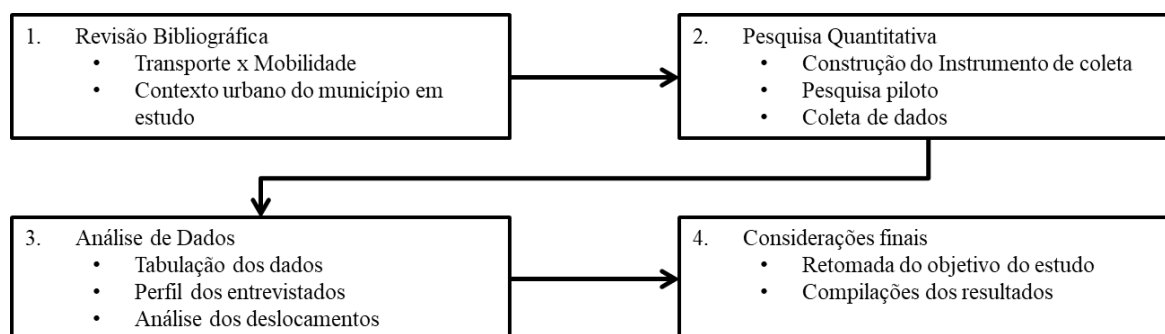 1. Revisão Bibliográfica
• Transporte x Mobilidade
• Contexto urbano do município em
estudo
2. Pesquisa Quantitativa
• Construção do Instrumento de coleta
• Pesquisa piloto
• Coleta de dados
3. Análise de Dados
• Tabulação dos dados
• Perfil dos entrevistados
• Análise dos deslocamentos
4. Considerações finais
• Retomada do objetivo do estudo
• Compilações dos resultados